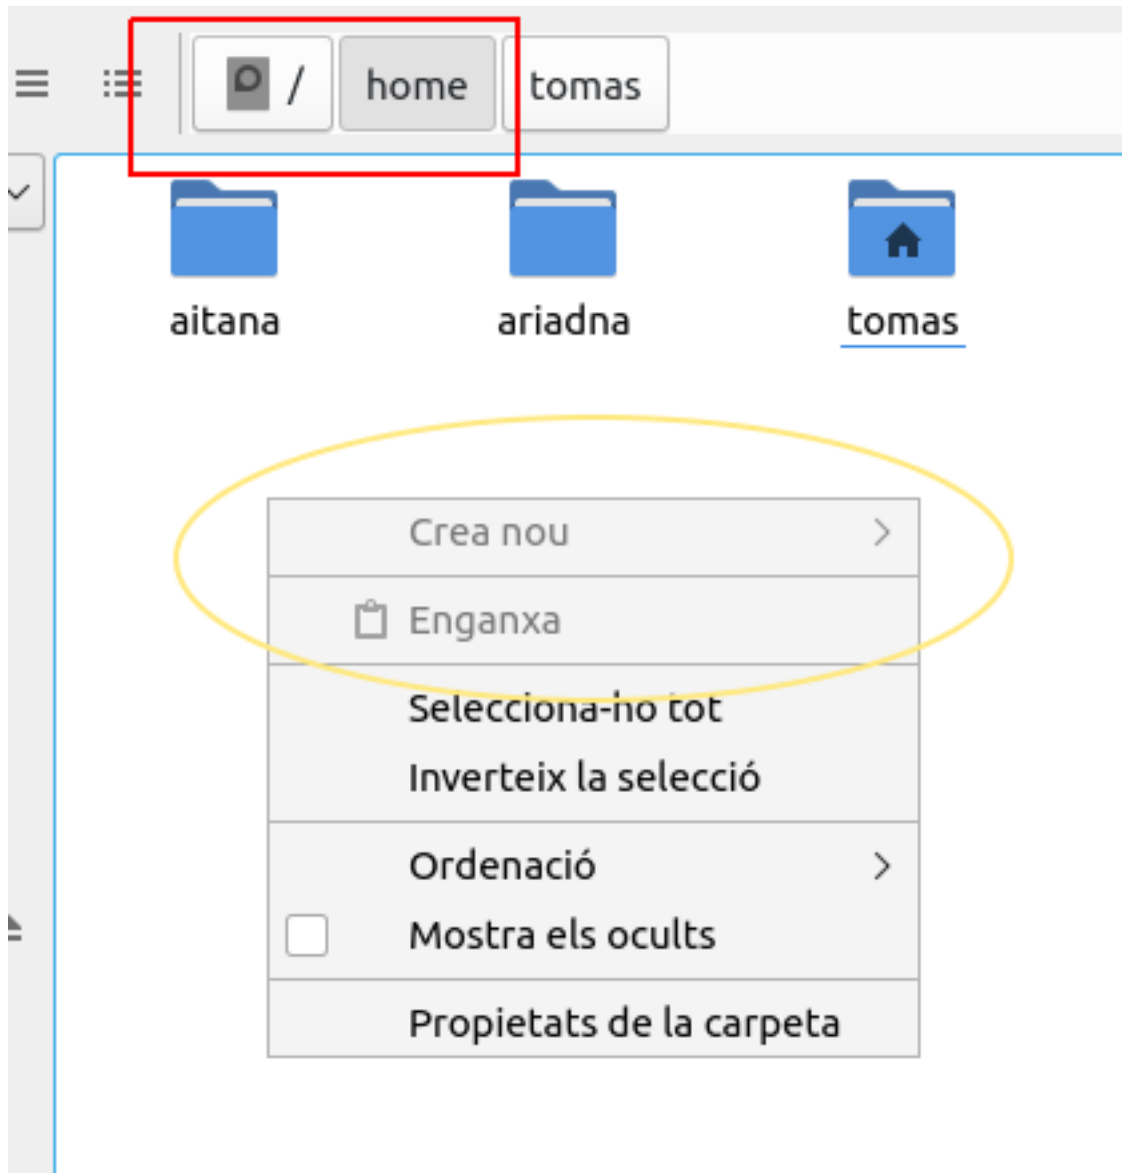 / home tomas
aitana ariadna tomas
Crea nou
Enganxa
Selecciona-ho tot
Inverteix la selecció
Ordenació
Mostra els ocults
Propietats de la carpeta